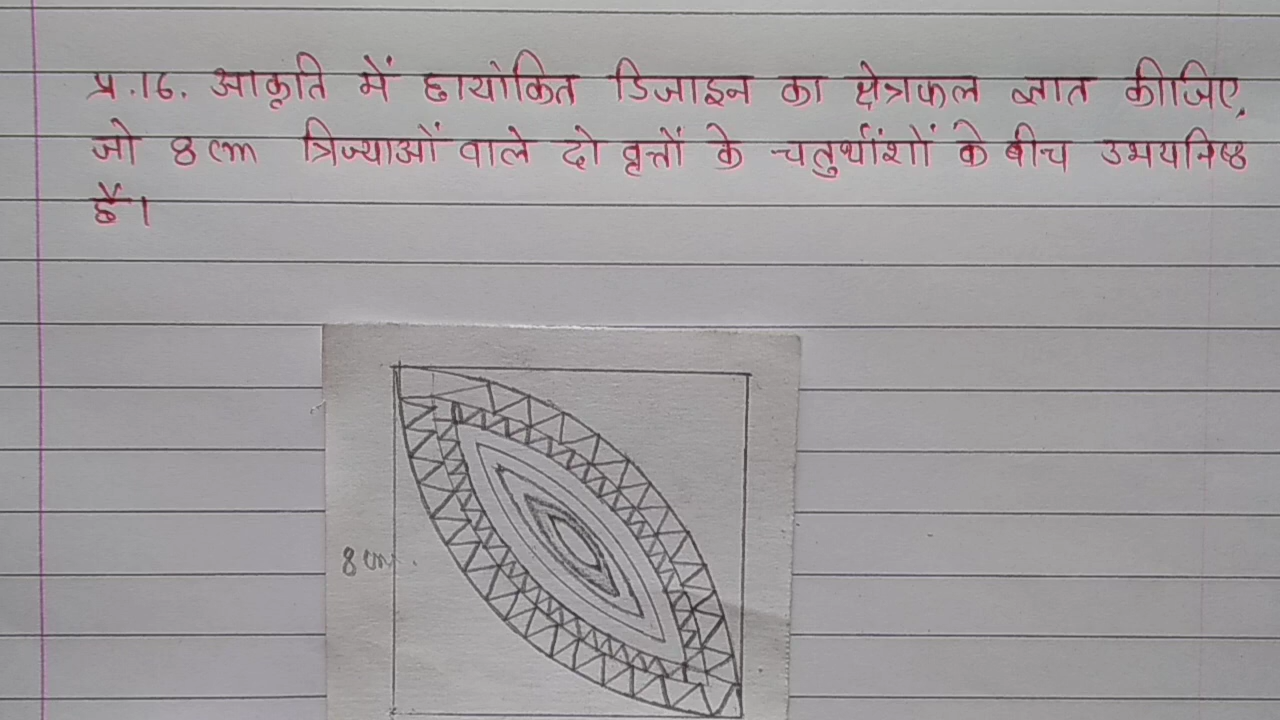 प्र.16. आकृति में छायांकित डिजाइन का क्षेत्रफल ज्ञात कीजिए,
जो 8 cm त्रिज्याओं वाले दो वृत्तों के चतुर्थांशों के बीच उभयनिष्ठ
है।
8 cm